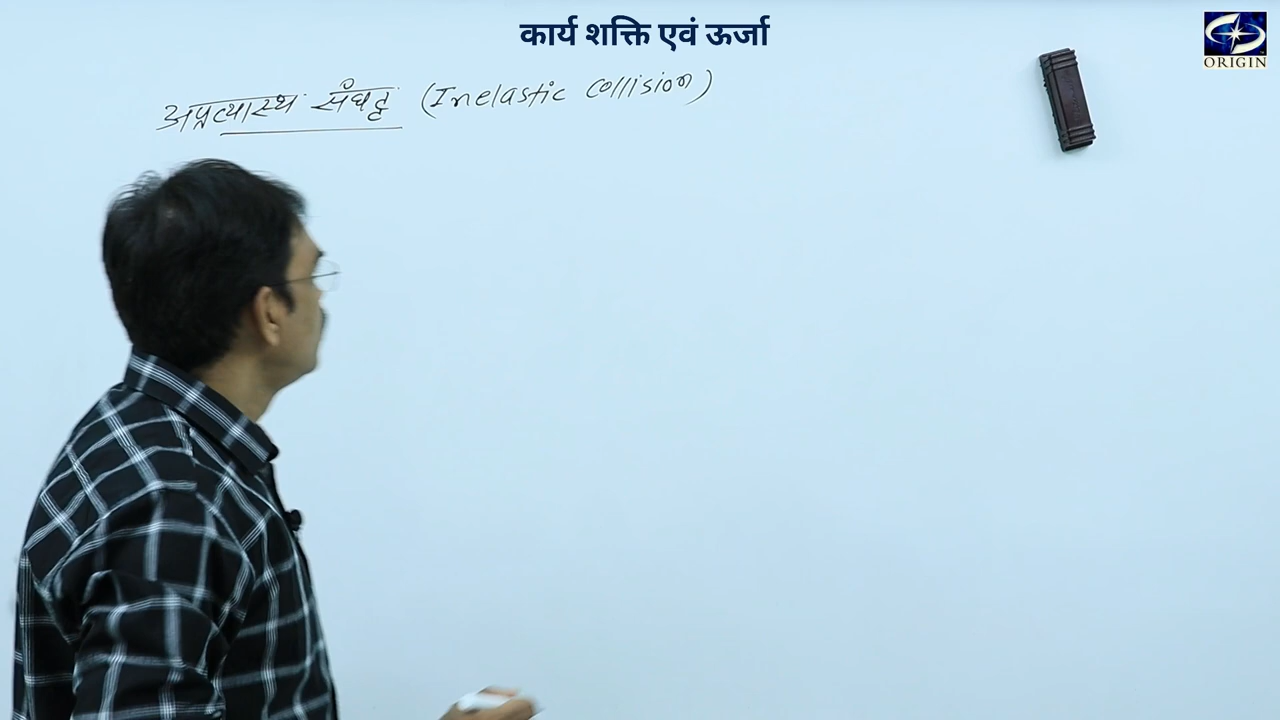 कार्य शक्ति एवं ऊर्जा
ORIGIN
अप्रत्यास्थ संघट्ट (Inelastic Collision)